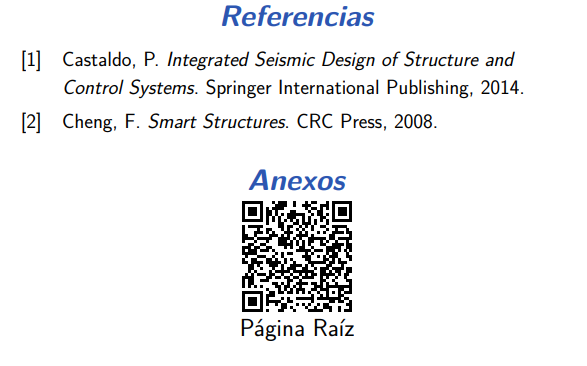 Referencias
[1] Castaldo, P. Integrated Seismic Design of Structure and
Control Systems. Springer International Publishing, 2014.
[2] Cheng, F. Smart Structures. CRC Press, 2008.
Anexos
Página Raíz